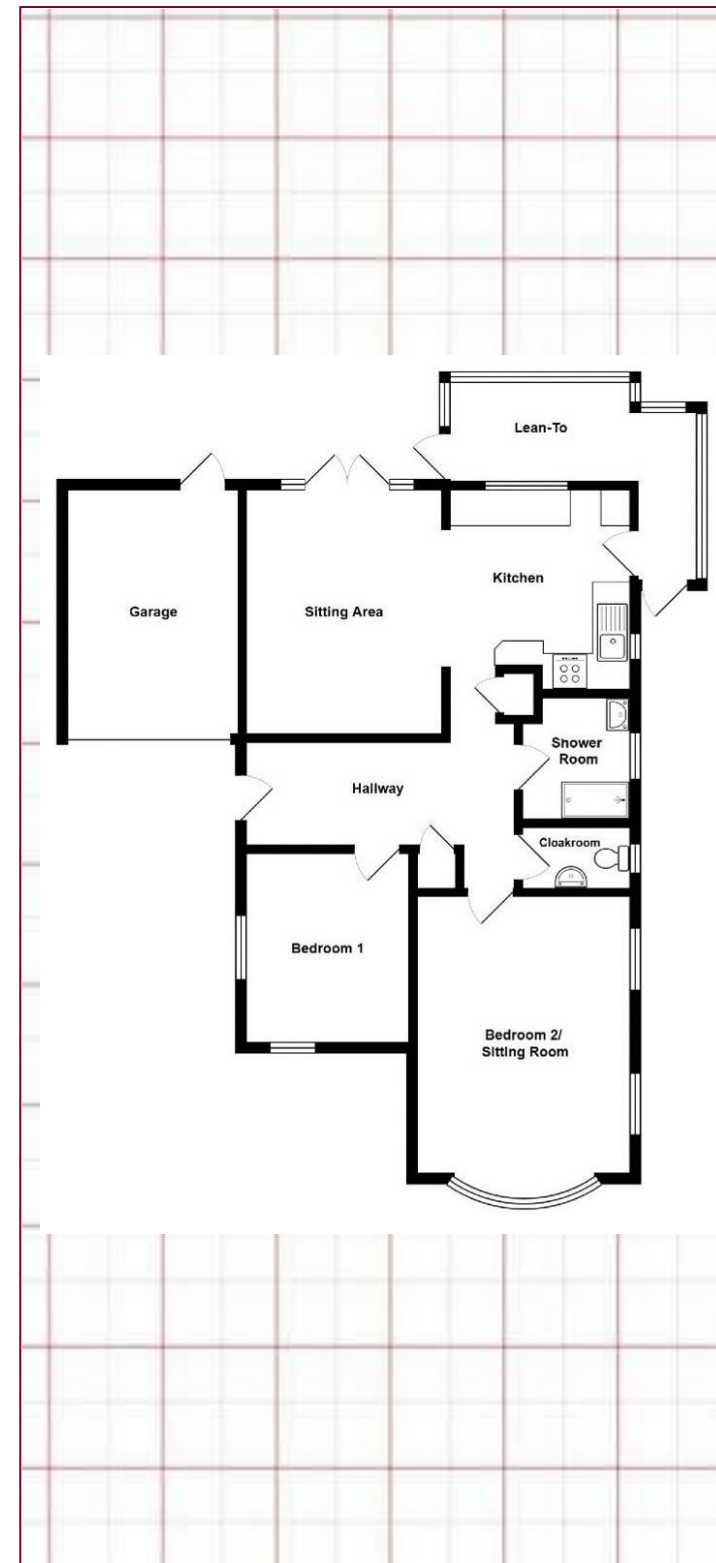 Lean-To
Kitchen
Garage
Sitting Area
Shower
Room
Hallway
Cloakroom
Bedroom 1
Bedroom 2/
Sitting Room